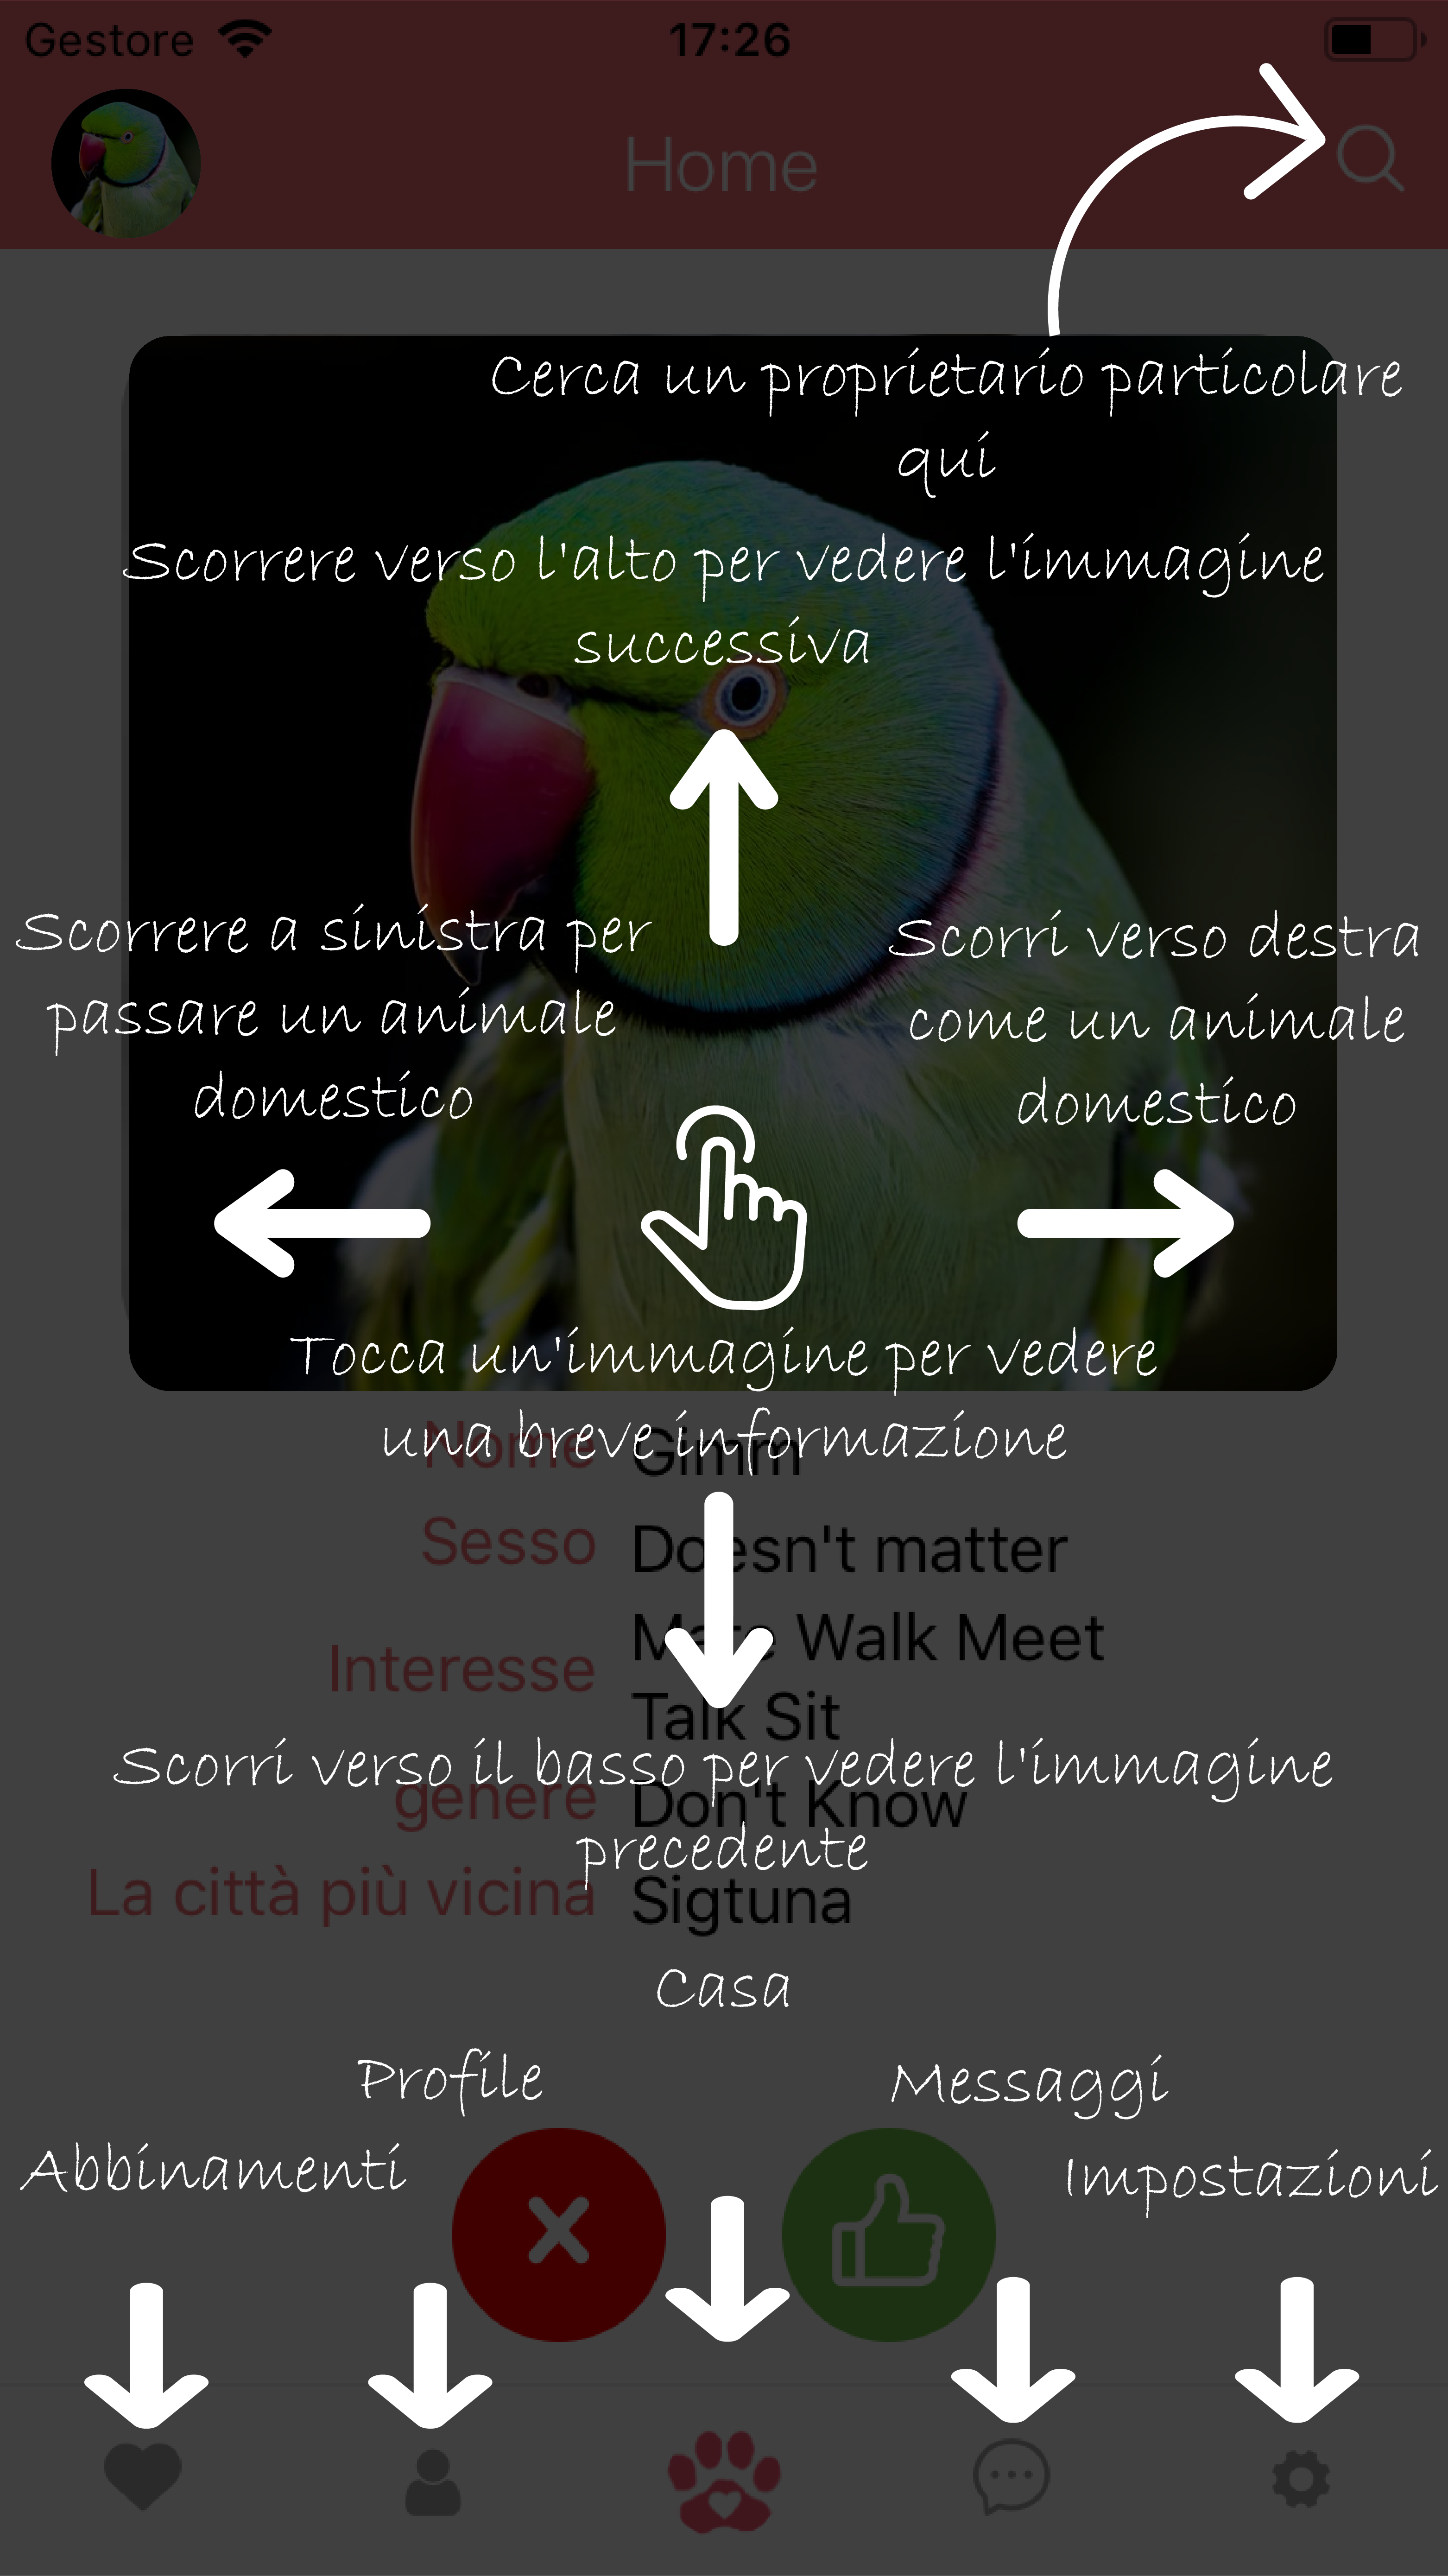 Gestore
17:26
Home
Cerca un proprietario particolare
qui
Scorrere verso l'alto per vedere l'immagine
successiva
Scorrere a sinistra per
passare un animale
domestico
Scorri verso destra
come un animale
domestico
Tocca un'immagine per vedere
una breve informazione
Nome Gimm
Sesso Doesn't matter
Interesse Mate Walk Meet
Talk Sit
Scorri verso il basso per vedere l'immagine
precedente
genere Don't Know
La città più vicina Sigtuna
Casa
Profile
Messaggi
Abbinamenti
Impostazioni